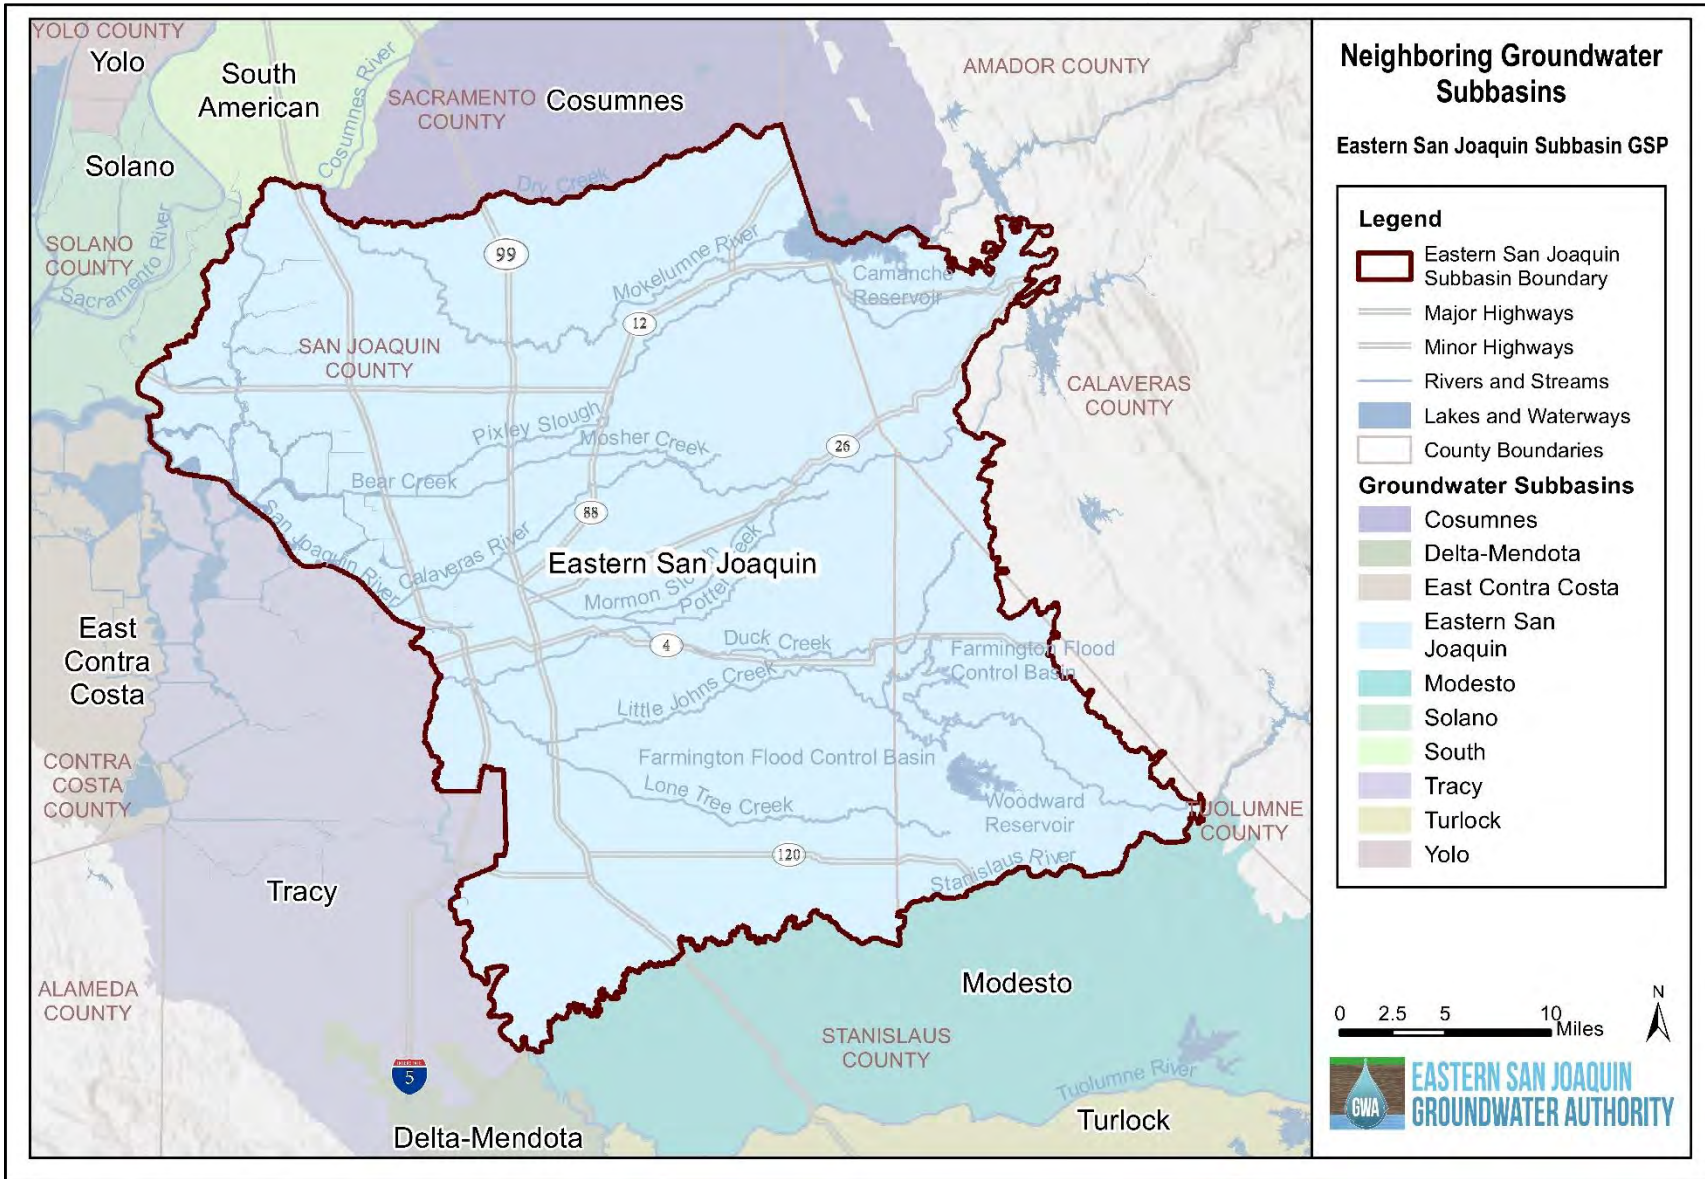 YOLO COUNTY
Yolo
South
American
Cosumnes River
SACRAMENTO
COUNTY
Cosumnes
AMADOR COUNTY
Solano
Dry Creek
SOLANO
COUNTY
Sacramento River
99
Mokelumne River
Camanche
Reservoir
12
SAN JOAQUIN
COUNTY
CALAVERAS
COUNTY
Pixley Slough
Mosher Creek
26
Bear Creek
San Joaquin River
88
Calaveras River
Eastern San Joaquin
Mormon Slough
Potter Creek
East
Contra
Costa
4
Duck Creek
Farmington Flood
Control Basin
Little Johns Creek
CONTRA
COSTA
COUNTY
Farmington Flood Control Basin
Lone Tree Creek
Woodward
Reservoir
TUOLUMNE
COUNTY
120
Stanislaus River
Tracy
ALAMEDA
COUNTY
Modesto
STANISLAUS
COUNTY
5
Tuolumne River
Turlock
Delta-Mendota
Neighboring Groundwater
Subbasins
Eastern San Joaquin Subbasin GSP
Legend
Eastern San Joaquin
Subbasin Boundary
Major Highways
Minor Highways
Rivers and Streams
Lakes and Waterways
County Boundaries
Groundwater Subbasins
Cosumnes
Delta-Mendota
East Contra Costa
Eastern San
Joaquin
Modesto
Solano
South
Tracy
Turlock
Yolo
N
0 2.5 5 10
Miles
GWA
EASTERN SAN JOAQUIN
GROUNDWATER AUTHORITY